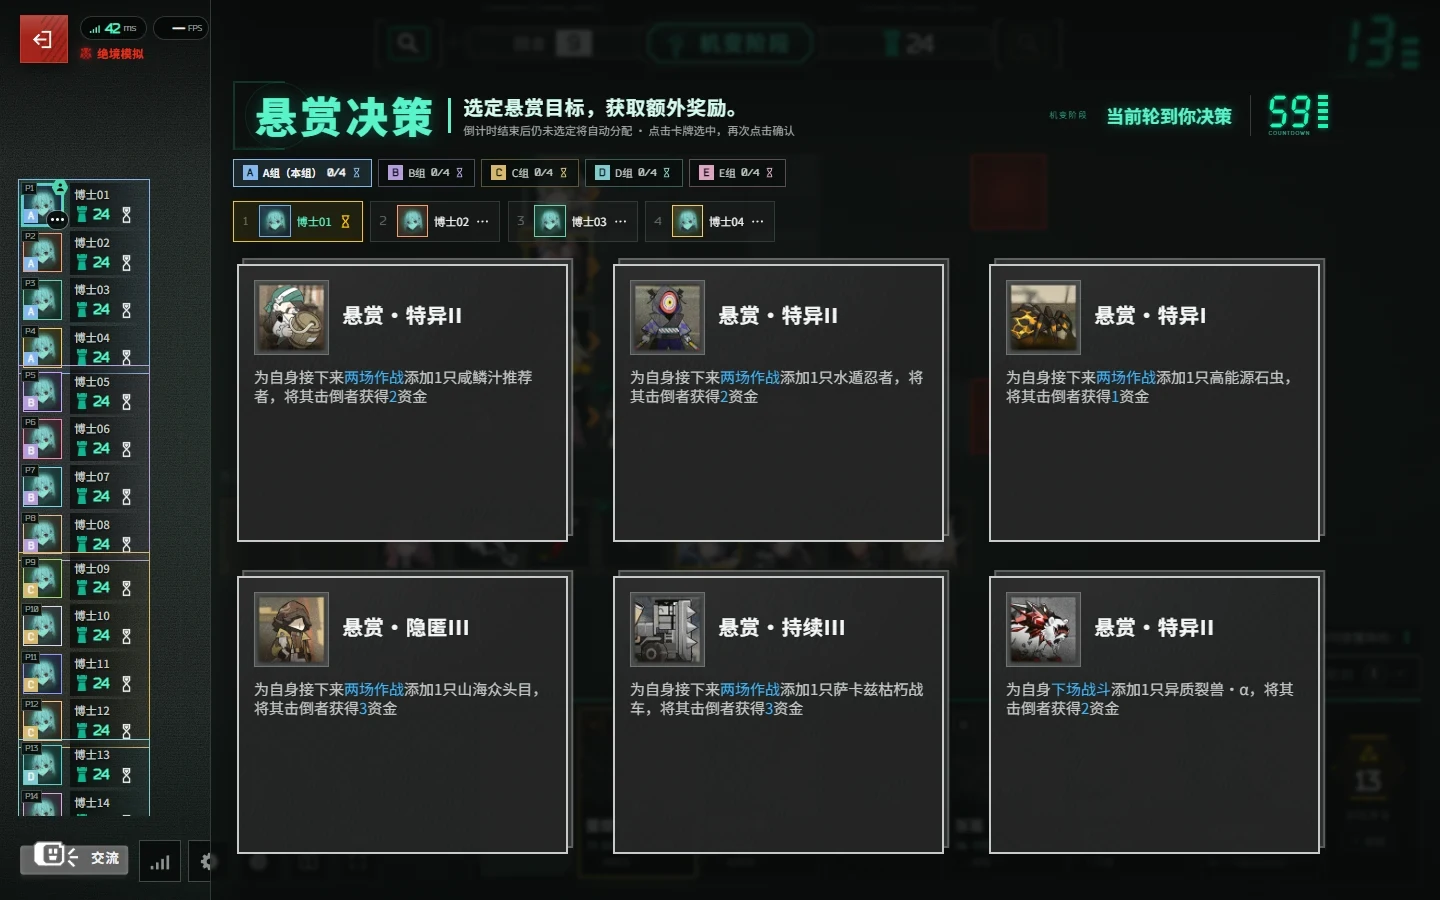 42 ms
FPS
绝境模拟
24
13
机变阶段
悬赏决策
选定悬赏目标，获取额外奖励。
倒计时结束后仍未选定将自动分配 · 点击卡牌选中，再次点击确认
机变阶段
当前轮到你决策
59
COUNTDOWN
A A组（本组） 0/4
B B组 0/4
C C组 0/4
D D组 0/4
E E组 0/4
1 博士01
2 博士02 ···
3 博士03 ···
4 博士04 ···
P1 A 博士01 24
P2 A 博士02 24
P3 A 博士03 24
P4 A 博士04 24
P5 B 博士05 24
P6 B 博士06 24
P7 B 博士07 24
P8 B 博士08 24
P9 C 博士09 24
P10 C 博士10 24
P11 C 博士11 24
P12 C 博士12 24
P13 D 博士13 24
P14 博士14
交流
悬赏·特异II
为自身接下来两场作战添加1只咸鳞汁推荐
者，将其击倒者获得2资金
悬赏·特异II
为自身接下来两场作战添加1只水遁忍者，将
其击倒者获得2资金
悬赏·特异I
为自身接下来两场作战添加1只高能源石虫，
将其击倒者获得1资金
悬赏·隐匿III
为自身接下来两场作战添加1只山海众头目，
将其击倒者获得3资金
悬赏·持续III
为自身接下来两场作战添加1只萨卡兹枯朽战
车，将其击倒者获得3资金
悬赏·特异II
为自身下场战斗添加1只异质裂兽·α，将其
击倒者获得2资金
13